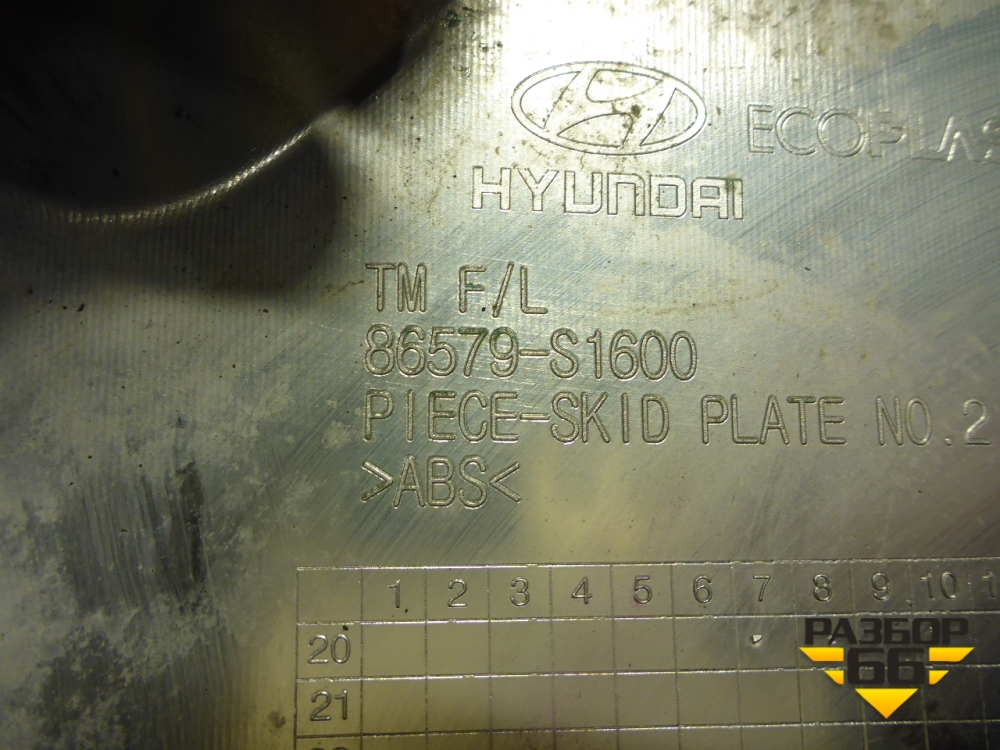 HYUNDAI
TM F/L
86579-S1600
PIECE-SKID PLATE NO.2
>ABS<
1 2 3 4 5 6 7 8 9 10
20
21
РАЗБОР
66